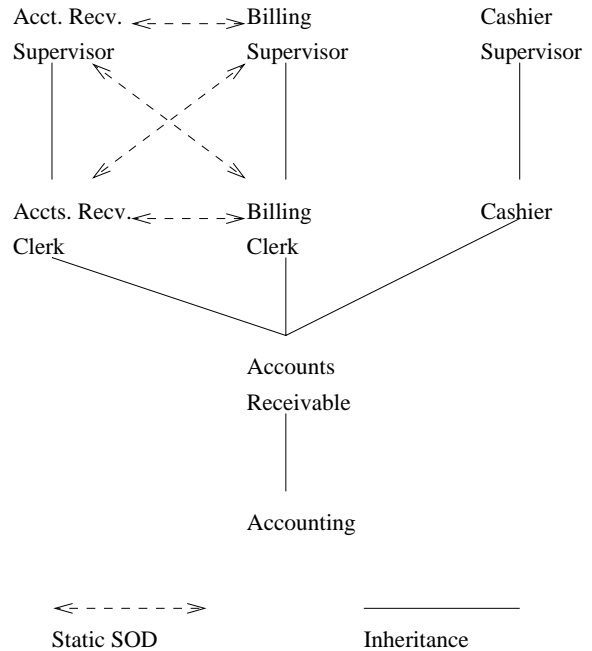 Acct. Recv. Billing Cashier
Supervisor Supervisor Supervisor
Accts. Recv. Billing Cashier
Clerk Clerk
Accounts
Receivable
Accounting
Static SOD Inheritance